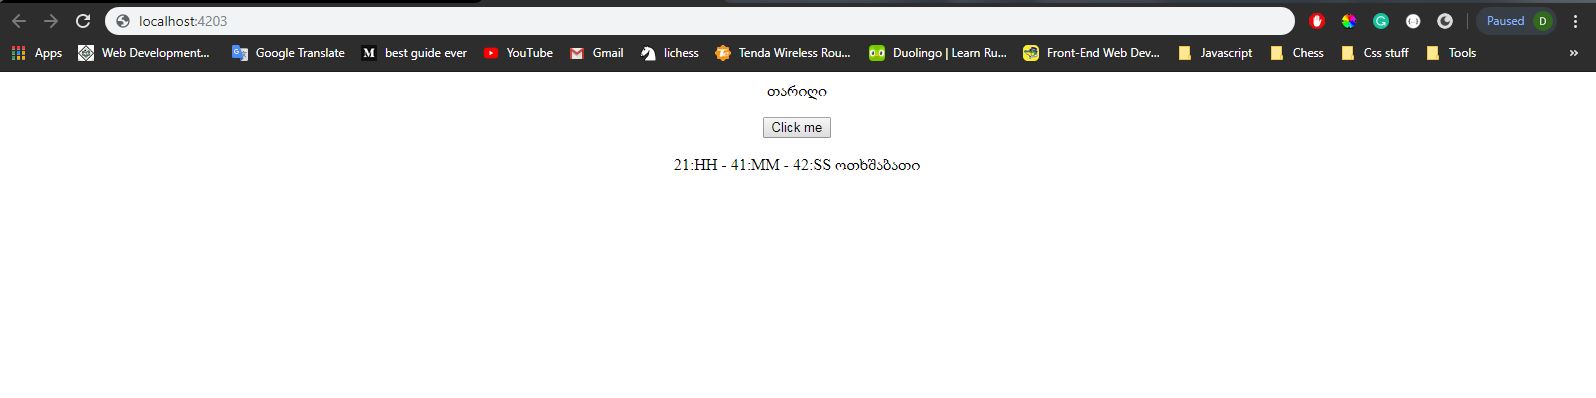 localhost:4203
Paused D
Apps Web Development... Google Translate best guide ever YouTube Gmail lichess Tenda Wireless Rou... Duolingo | Learn Ru... Front-End Web Dev... Javascript Chess Css stuff Tools »
თარიღი
Click me
21:HH - 41:MM - 42:SS ოთხშაბათი